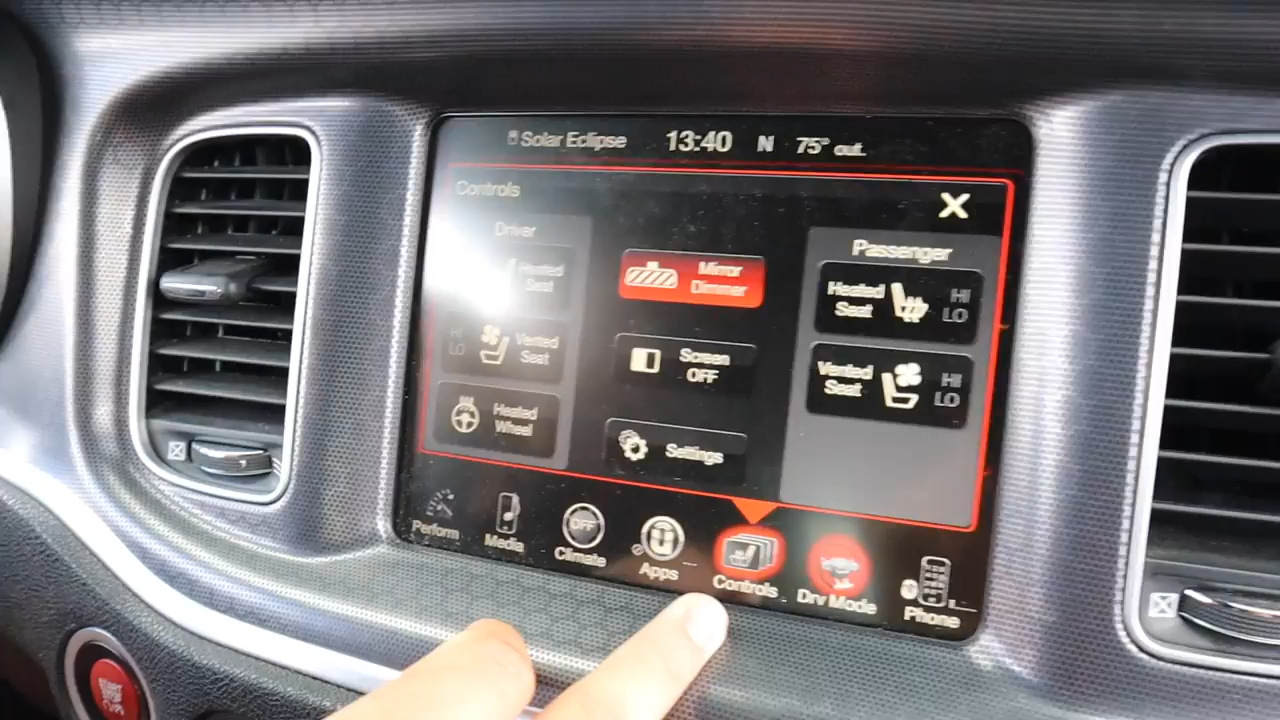 Solar Eclipse 13:40 N 75° out.
Controls
X
Driver
Heated
Seat
HI
LO
Vented
Seat
Heated
Wheel
Mirror
Dimmer
Screen
OFF
Settings
Passenger
Heated
Seat
HI
LO
Vented
Seat
HI
LO
Perform
Media
OFF
Climate
Apps
Controls
Drv Mode
Phone
START
STOP